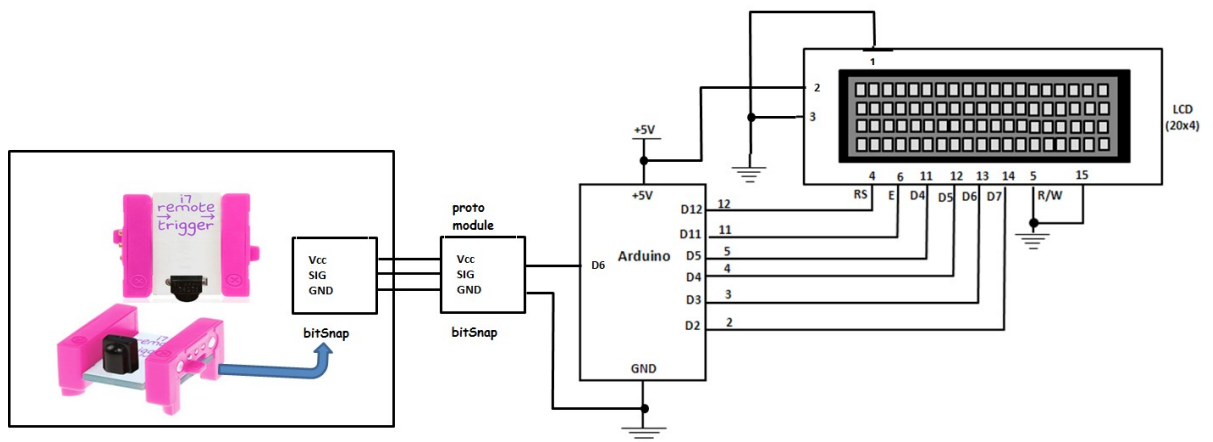 1
2
3
LCD
(20x4)
+5V
4
6
11
12
13
14
5
15
RS
E
D4
D5
D6
D7
R/W
i7
remote
trigger
proto
module
+5V
D12
12
D11
11
Arduino
D5
5
D4
4
D3
3
D2
2
D6
GND
Vcc
SIG
GND
bitSnap
Vcc
SIG
GND
bitSnap
i7